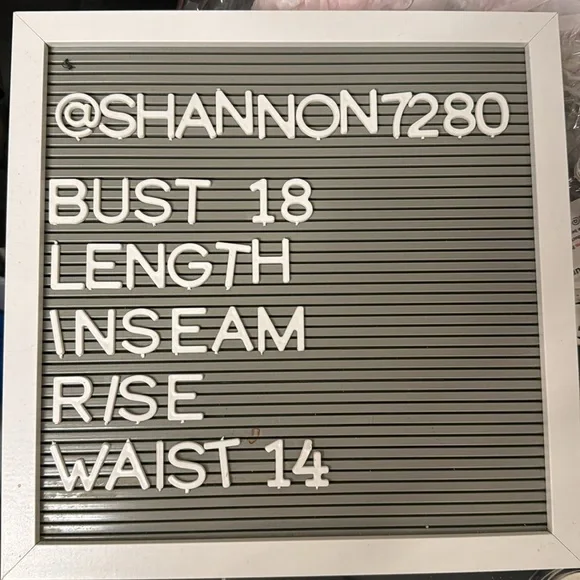 @SHANNON7280
BUST 18
LENGTH
INSEAM
RISE
WAIST 14